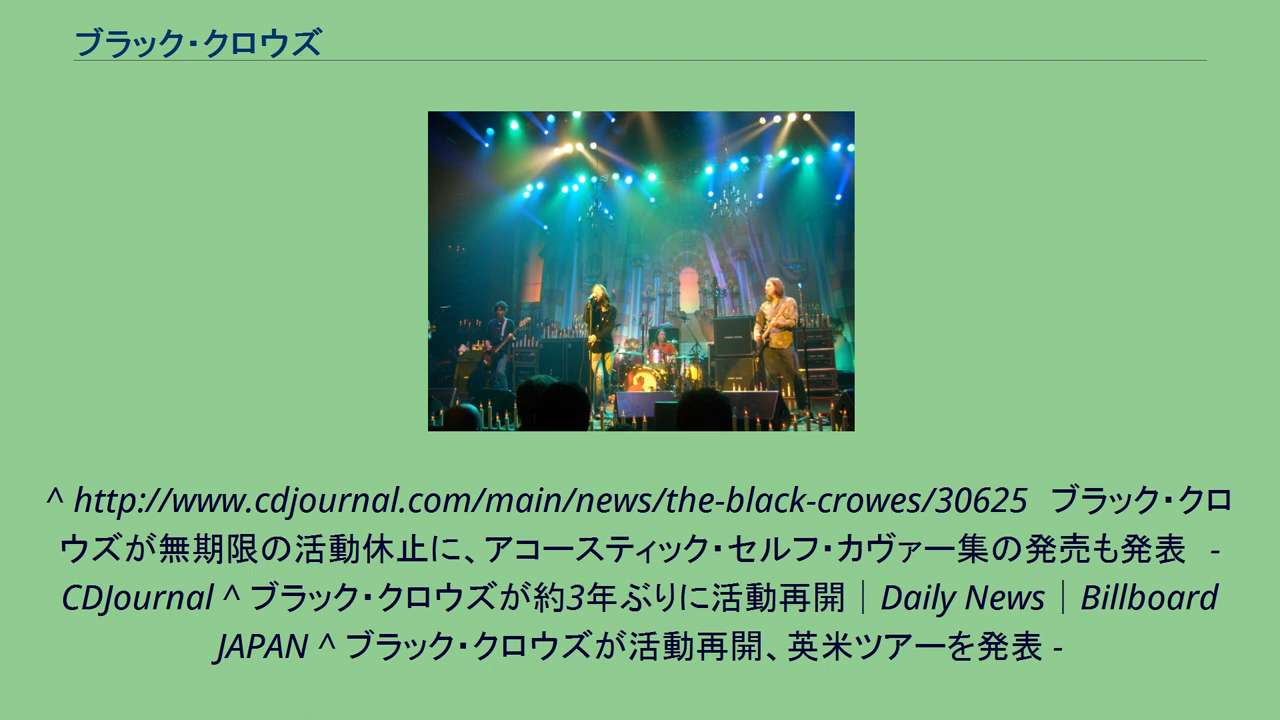 ブラック・クロウズ
^ http://www.cdjournal.com/main/news/the-black-crowes/30625  ブラック・クロ
ウズが無期限の活動休止に、アコースティック・セルフ・カヴァー集の発売も発表  -
CDJournal ^ ブラック・クロウズが約3年ぶりに活動再開｜Daily News｜Billboard
JAPAN ^ ブラック・クロウズが活動再開、英米ツアーを発表 -